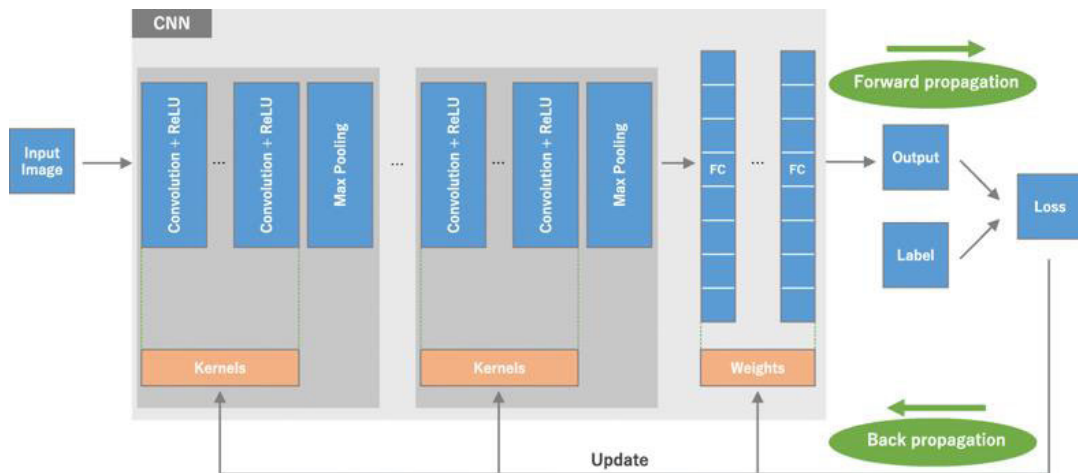 CNN
Input
Image
Convolution + ReLU
...
Convolution + ReLU
Max Pooling
...
Convolution + ReLU
...
Convolution + ReLU
Max Pooling
FC
...
FC
Forward propagation
Output
Label
Loss
Kernels
Kernels
Weights
Back propagation
Update